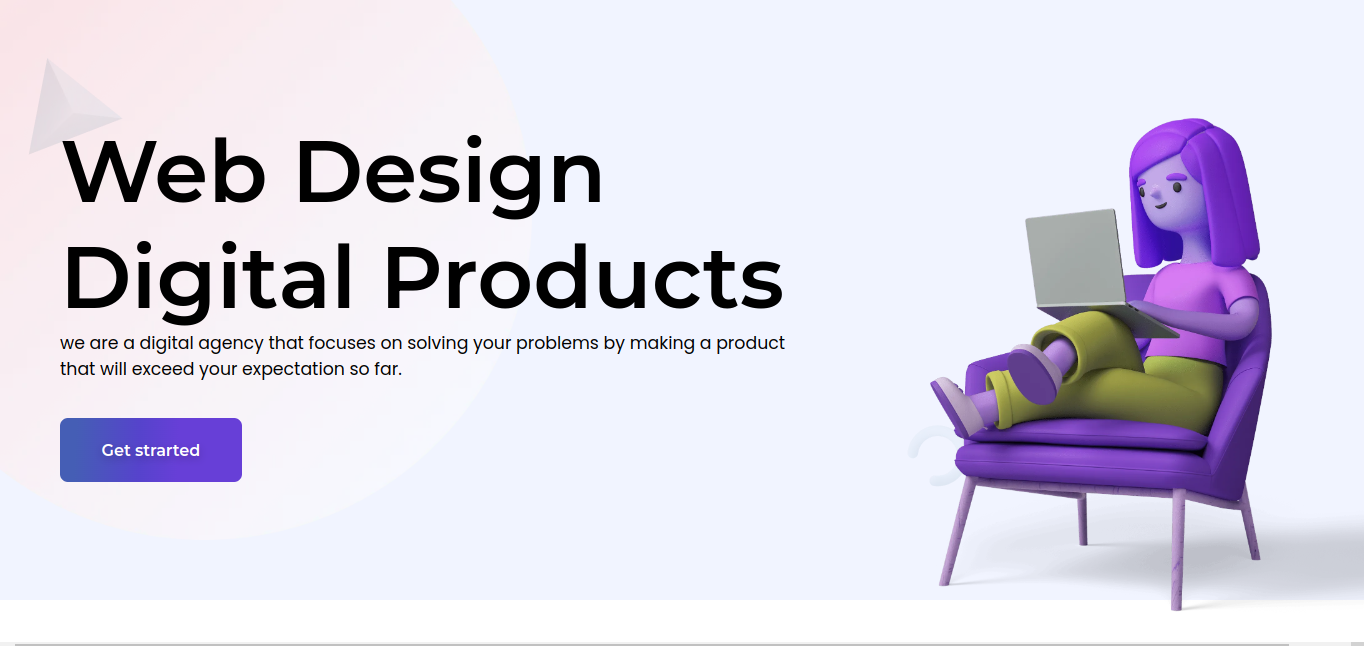 Web Design
Digital Products
we are a digital agency that focuses on solving your problems by making a product
that will exceed your expectation so far.
Get strarted